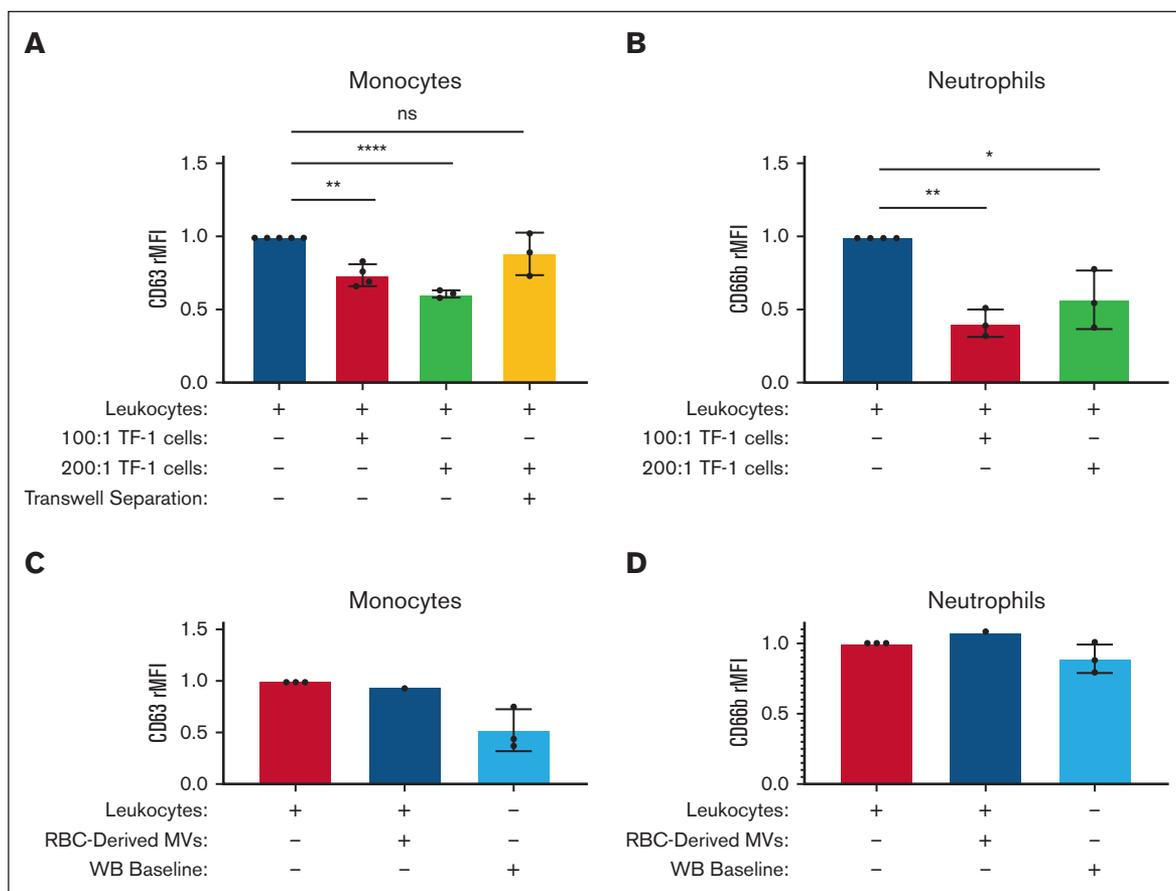 A
Monocytes
ns
****
**
1.5
1.0
0.5
0.0
CD63 rMFI
Leukocytes: + + + +
100:1 TF-1 cells: – + – –
200:1 TF-1 cells: – – + +
Transwell Separation: – – – +
B
Neutrophils
*
**
1.5
1.0
0.5
0.0
CD66b rMFI
Leukocytes: + + +
100:1 TF-1 cells: – + –
200:1 TF-1 cells: – – +
C
Monocytes
1.5
1.0
0.5
0.0
CD63 rMFI
Leukocytes: + + –
RBC-Derived MVs: – + –
WB Baseline: – – +
D
Neutrophils
1.0
0.5
0.0
CD66b rMFI
Leukocytes: + + –
RBC-Derived MVs: – + –
WB Baseline: – – +